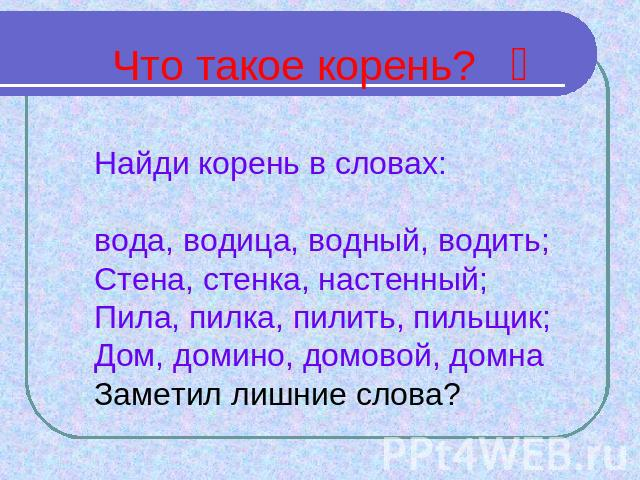 Что такое корень?
Найди корень в словах:
вода, водица, водный, водить;
Стена, стенка, настенный;
Пила, пилка, пилить, пильщик;
Дом, домино, домовой, домна
Заметил лишние слова?
PPt4WEB.ru